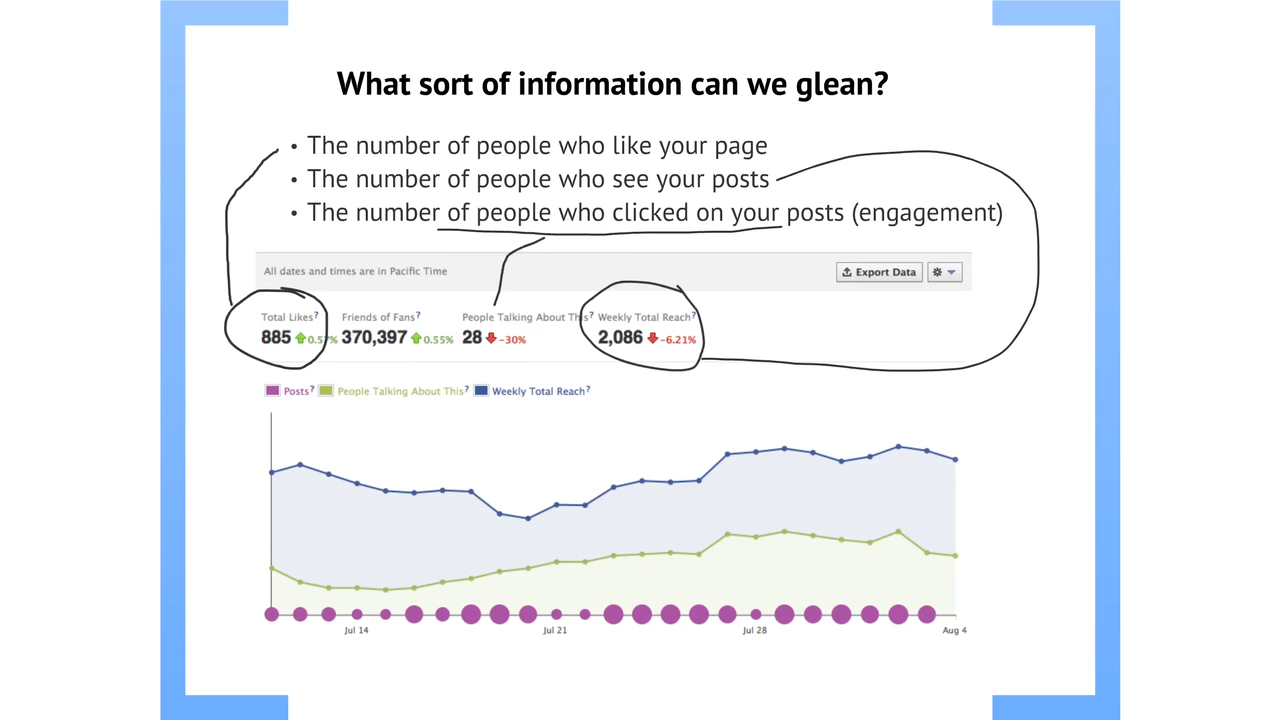 What sort of information can we glean?
• The number of people who like your page
• The number of people who see your posts
• The number of people who clicked on your posts (engagement)
All dates and times are in Pacific Time
Export Data
Total Likes? Friends of Fans? People Talking About This? Weekly Total Reach?
885 0.57% 370,397 0.55% 28 -30% 2,086 -6.21%
Posts? People Talking About This? Weekly Total Reach?
Jul 14 Jul 21 Jul 28 Aug 4